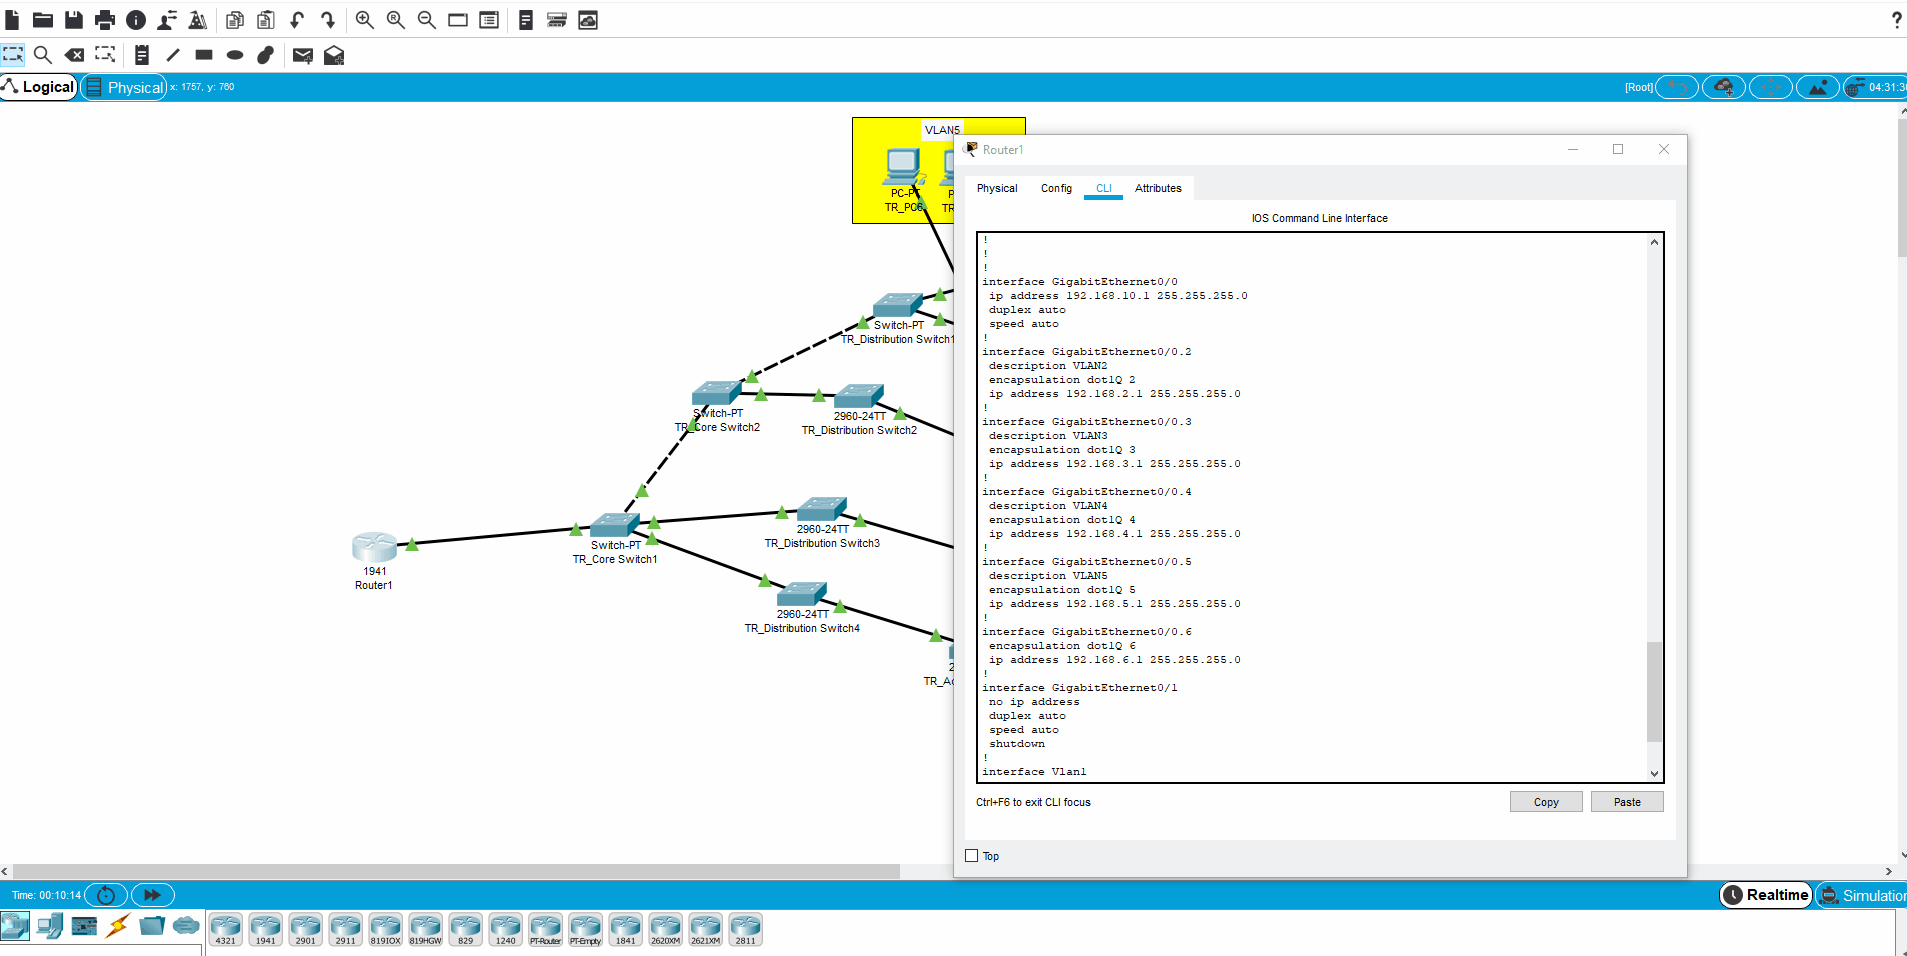 ?
Logical
Physical
x: 1757, y: 760
[Root]
04:31:3
VLAN5
PC-PT
TR_PC6
P
TR
Switch-PT
TR_Distribution Switch1
Switch-PT
TR_Core Switch2
2960-24TT
TR_Distribution Switch2
2960-24TT
TR_Distribution Switch3
Switch-PT
TR_Core Switch1
1941
Router1
2960-24TT
TR_Distribution Switch4
2
TR_Ac
Router1
Physical Config CLI Attributes
IOS Command Line Interface
!
!
!
interface GigabitEthernet0/0
ip address 192.168.10.1 255.255.255.0
duplex auto
speed auto
!
interface GigabitEthernet0/0.2
description VLAN2
encapsulation dot1Q 2
ip address 192.168.2.1 255.255.255.0
!
interface GigabitEthernet0/0.3
description VLAN3
encapsulation dot1Q 3
ip address 192.168.3.1 255.255.255.0
!
interface GigabitEthernet0/0.4
description VLAN4
encapsulation dot1Q 4
ip address 192.168.4.1 255.255.255.0
!
interface GigabitEthernet0/0.5
description VLAN5
encapsulation dot1Q 5
ip address 192.168.5.1 255.255.255.0
!
interface GigabitEthernet0/0.6
encapsulation dot1Q 6
ip address 192.168.6.1 255.255.255.0
!
interface GigabitEthernet0/1
no ip address
duplex auto
speed auto
shutdown
!
interface Vlan1
Ctrl+F6 to exit CLI focus
Copy
Paste
Top
Time: 00:10:14
Realtime
Simulation
4321 1941 2901 2911 819IOX 819HGW 829 1240 PT-Router PT-Empty 1841 2620XM 2621XM 2811